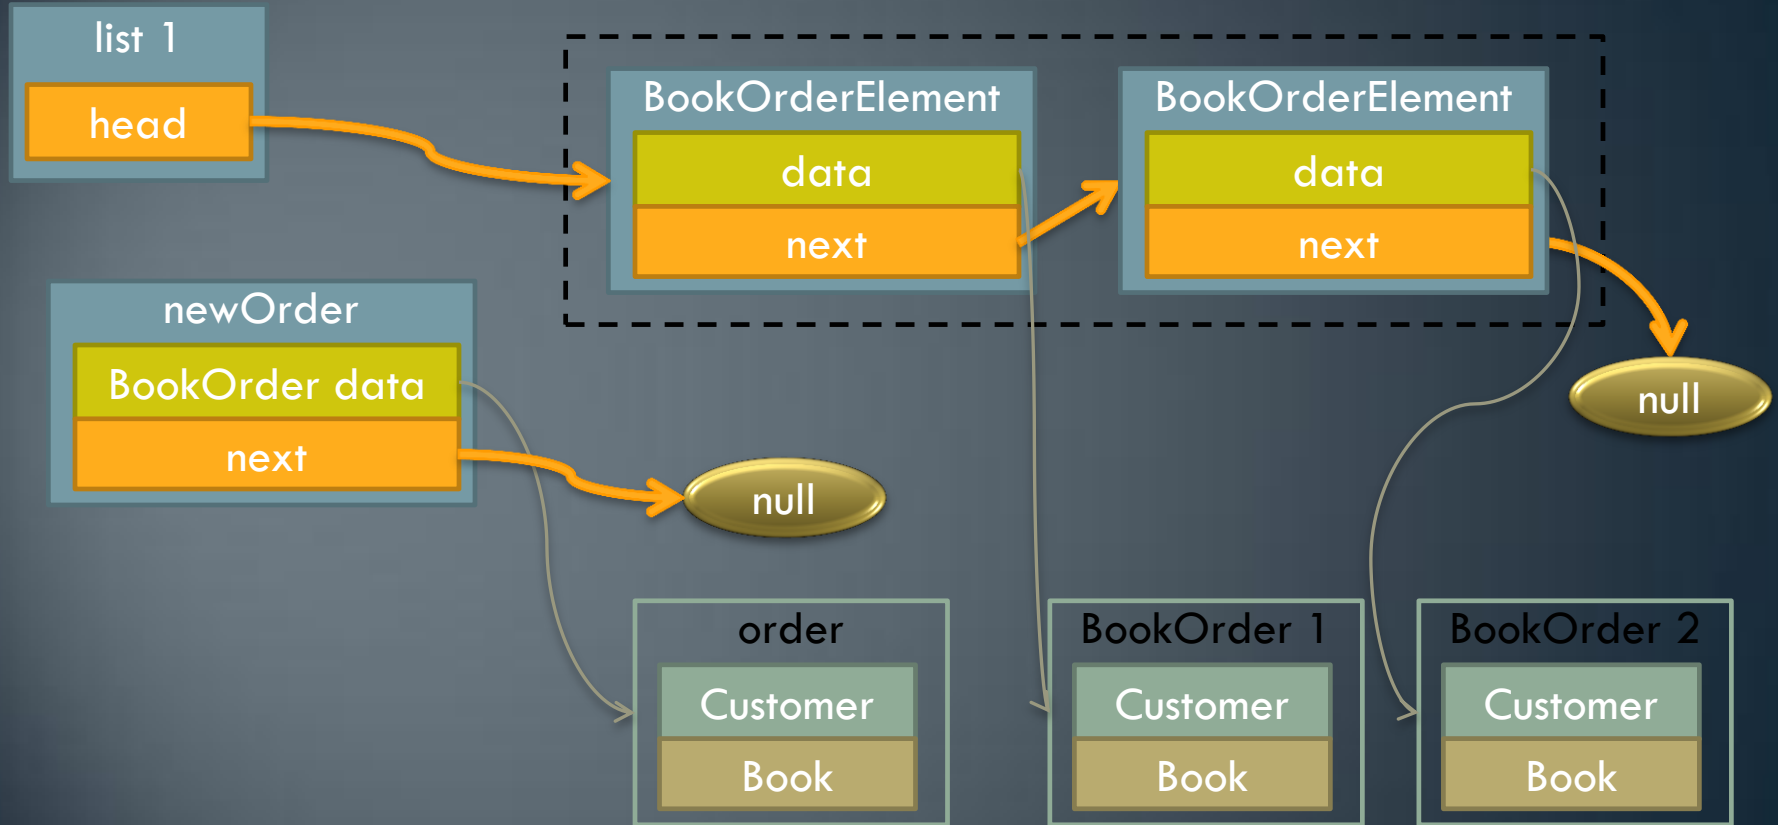 list 1
head
BookOrderElement
data
next
BookOrderElement
data
next
newOrder
BookOrder data
next
null
null
order
Customer
Book
BookOrder 1
Customer
Book
BookOrder 2
Customer
Book